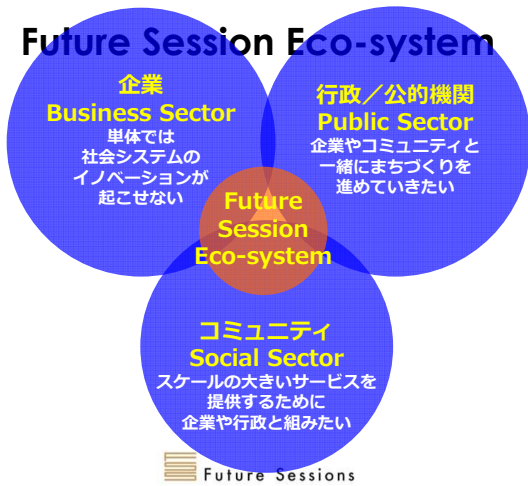 Future Session Eco-system
企業
Business Sector
単体では
社会システムの
イノベーションが
起こせない
行政／公的機関
Public Sector
企業やコミュニティと
一緒にまちづくりを
進めていきたい
Future
Session
Eco-system
コミュニティ
Social Sector
スケールの大きいサービスを
提供するために
企業や行政と組みたい
Future Sessions